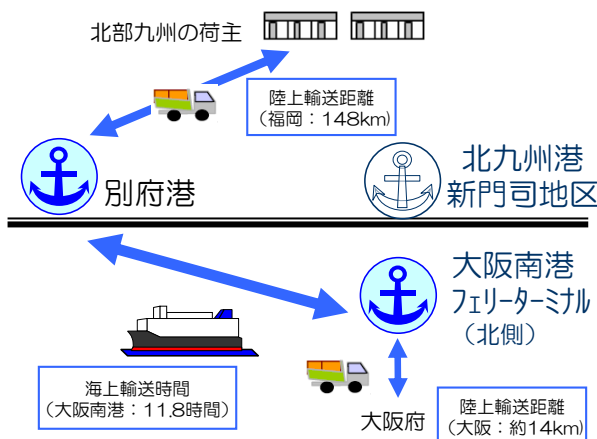 北部九州の荷主
陸上輸送距離
（福岡：148km）
別府港
北九州港
新門司地区
大阪南港
フェリーターミナル
（北側）
海上輸送時間
（大阪南港：11.8時間）
大阪府
陸上輸送距離
（大阪：約14km）